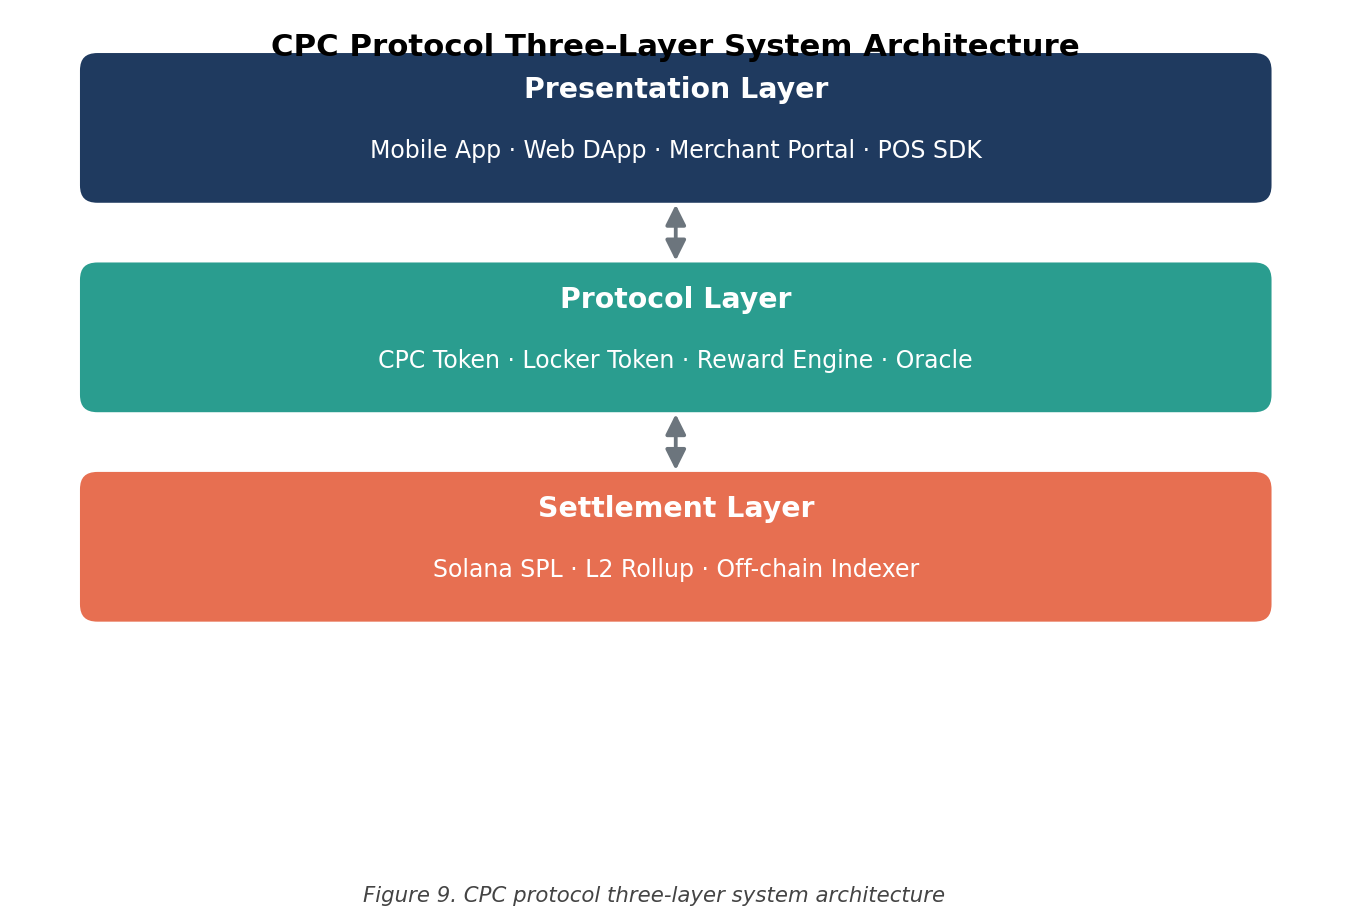 CPC Protocol Three-Layer System Architecture
Presentation Layer
Mobile App · Web DApp · Merchant Portal · POS SDK
Protocol Layer
CPC Token · Locker Token · Reward Engine · Oracle
Settlement Layer
Solana SPL · L2 Rollup · Off-chain Indexer
Figure 9. CPC protocol three-layer system architecture